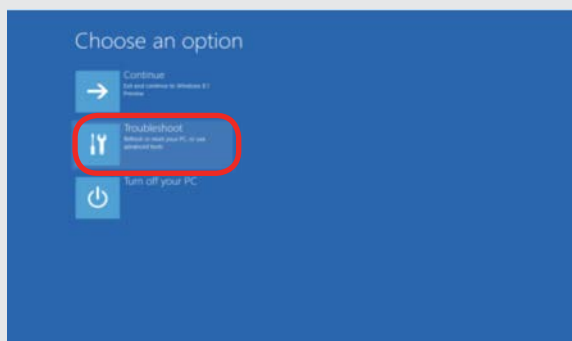 Choose an option
Continue
Exit and continue to Windows 8.1
Preview
Troubleshoot
Refresh or reset your PC, or use
advanced tools
Turn off your PC